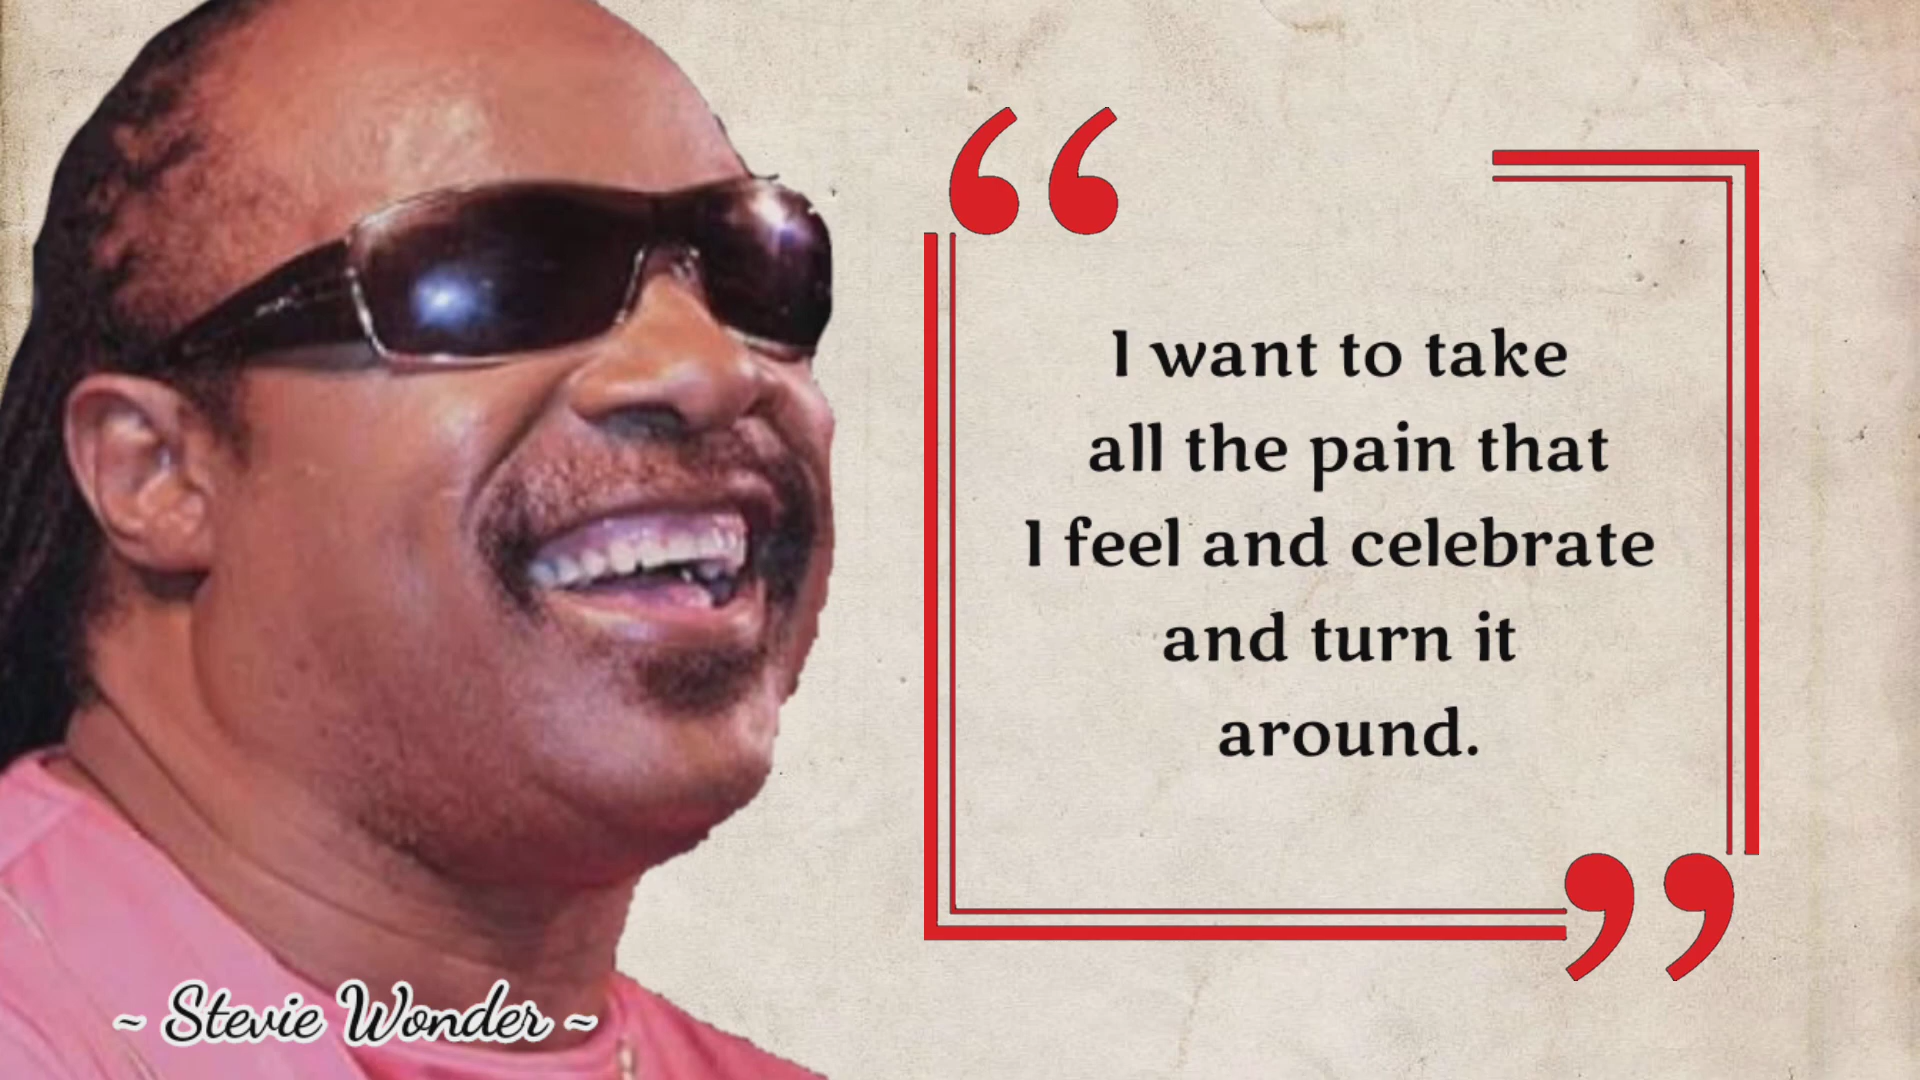 “
I want to take
all the pain that
I feel and celebrate
and turn it
around.
”
~ Stevie Wonder ~